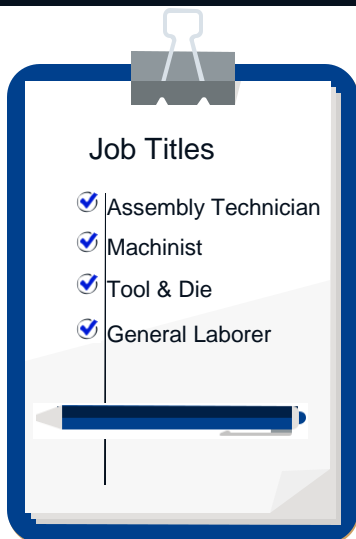 Job Titles
Assembly Technician
Machinist
Tool & Die
General Laborer